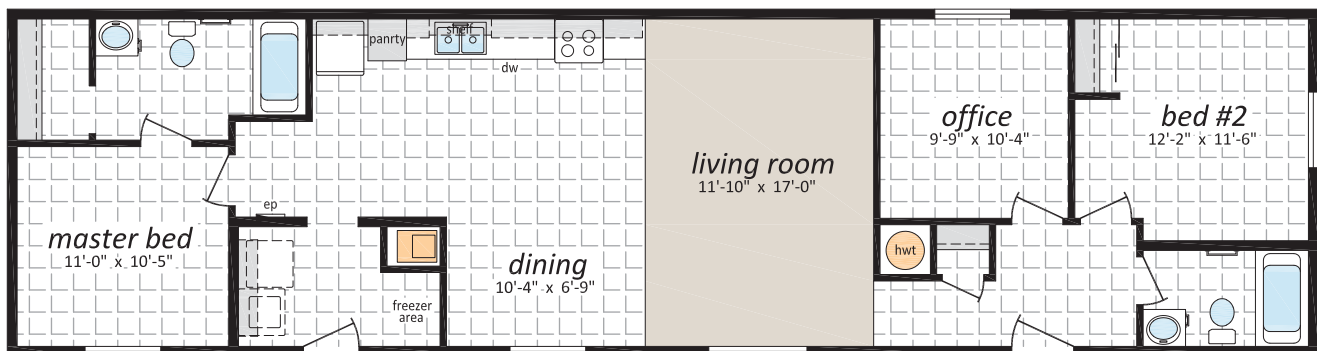 panrty
shelf
dw
office
9'-9" x 10'-4"
bed #2
12'-2" x 11'-6"
living room
11'-10" x 17'-0"
ep
master bed
11'-0" x 10'-5"
hwt
dining
10'-4" x 6'-9"
freezer
area